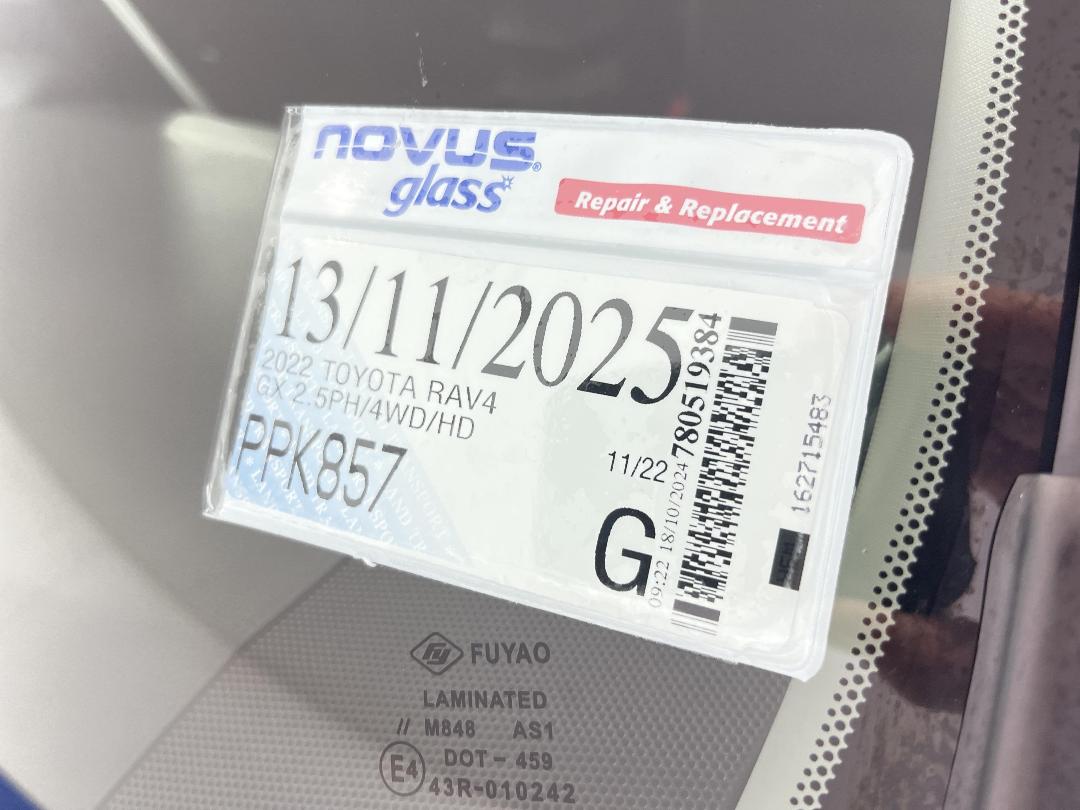 novus®
glass
Repair & Replacement
13/11/2025
2022 TOYOTA RAV4
GX 2.5PH/4WD/HD
PPK857
11/22
G
09:22 18/10/2024 780519384
162715483
FUYAO
LAMINATED
// M848 AS1
DOT - 459
E4 43R-010242